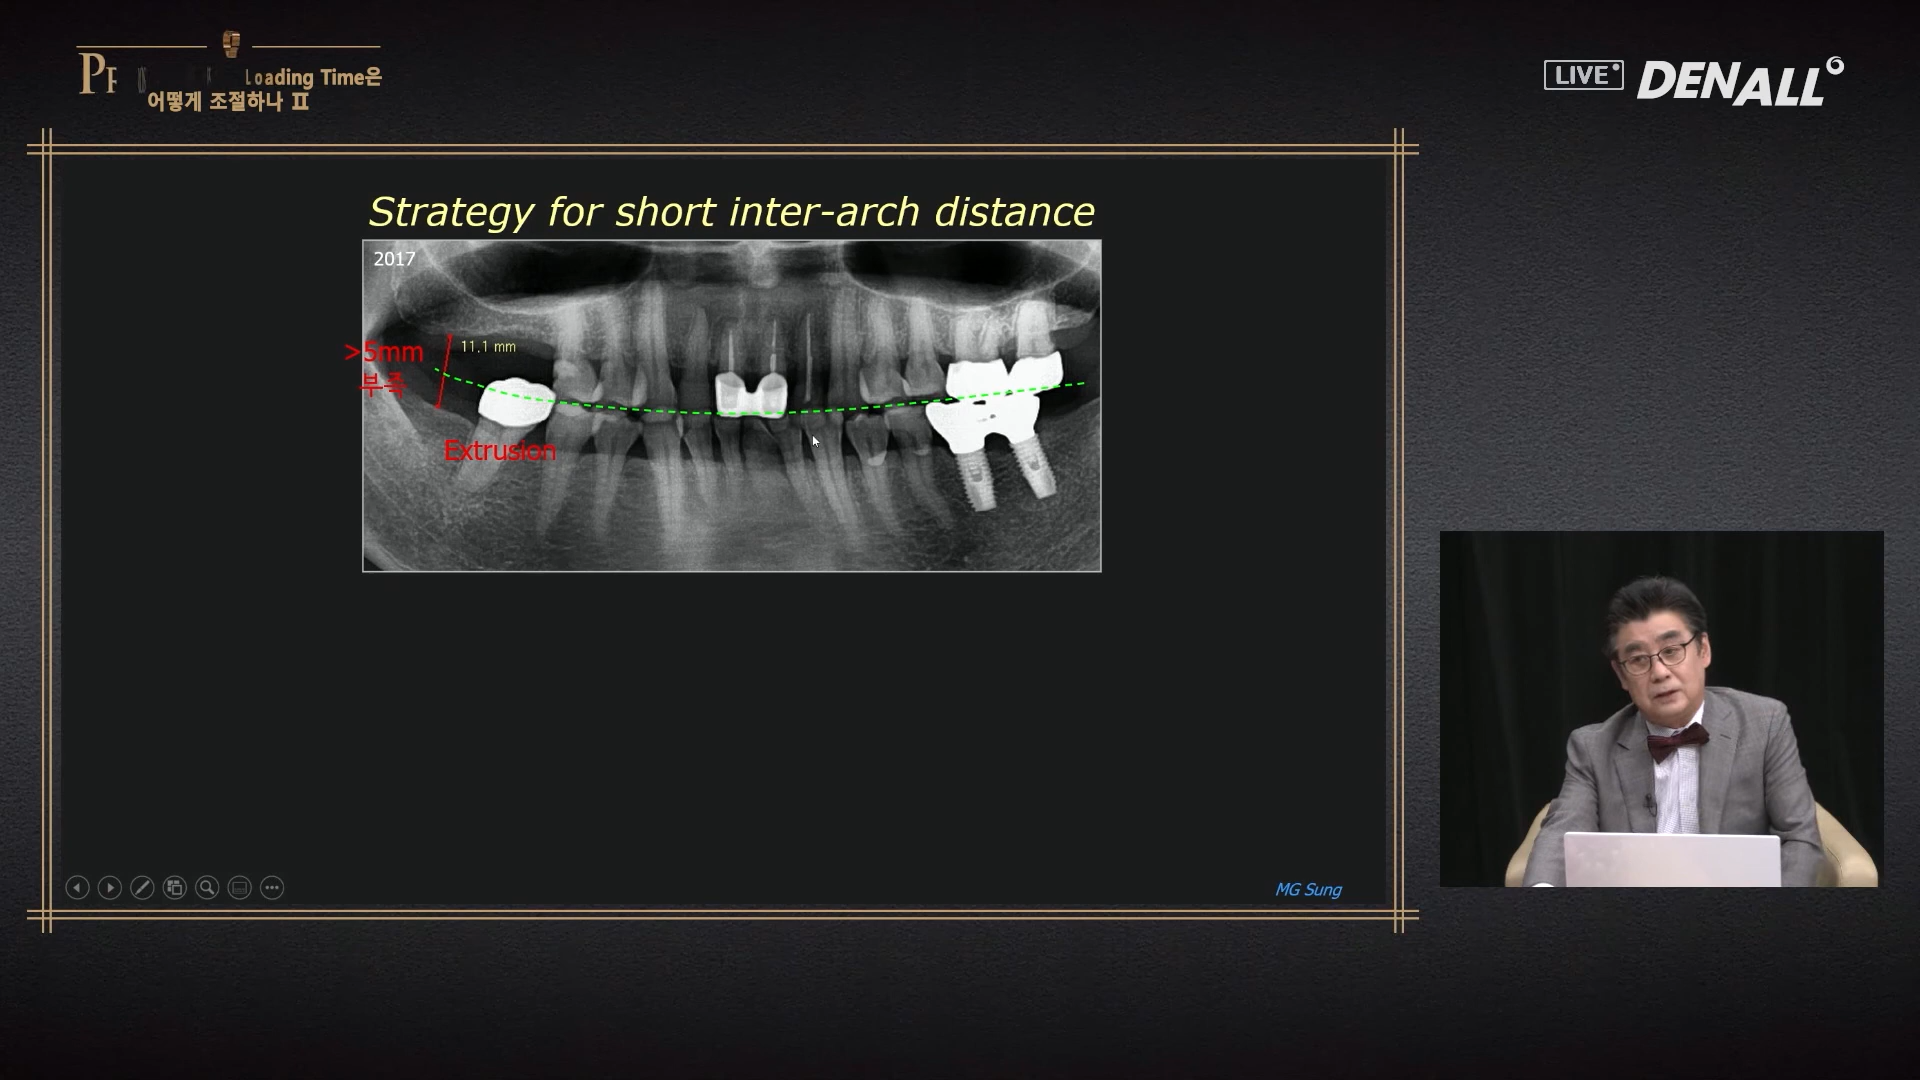 Loading Time은
어떻게 조절하나 Ⅱ
LIVE
DENALL
Strategy for short inter-arch distance
2017
11.1 mm
>5mm
부족
Extrusion
MG Sung